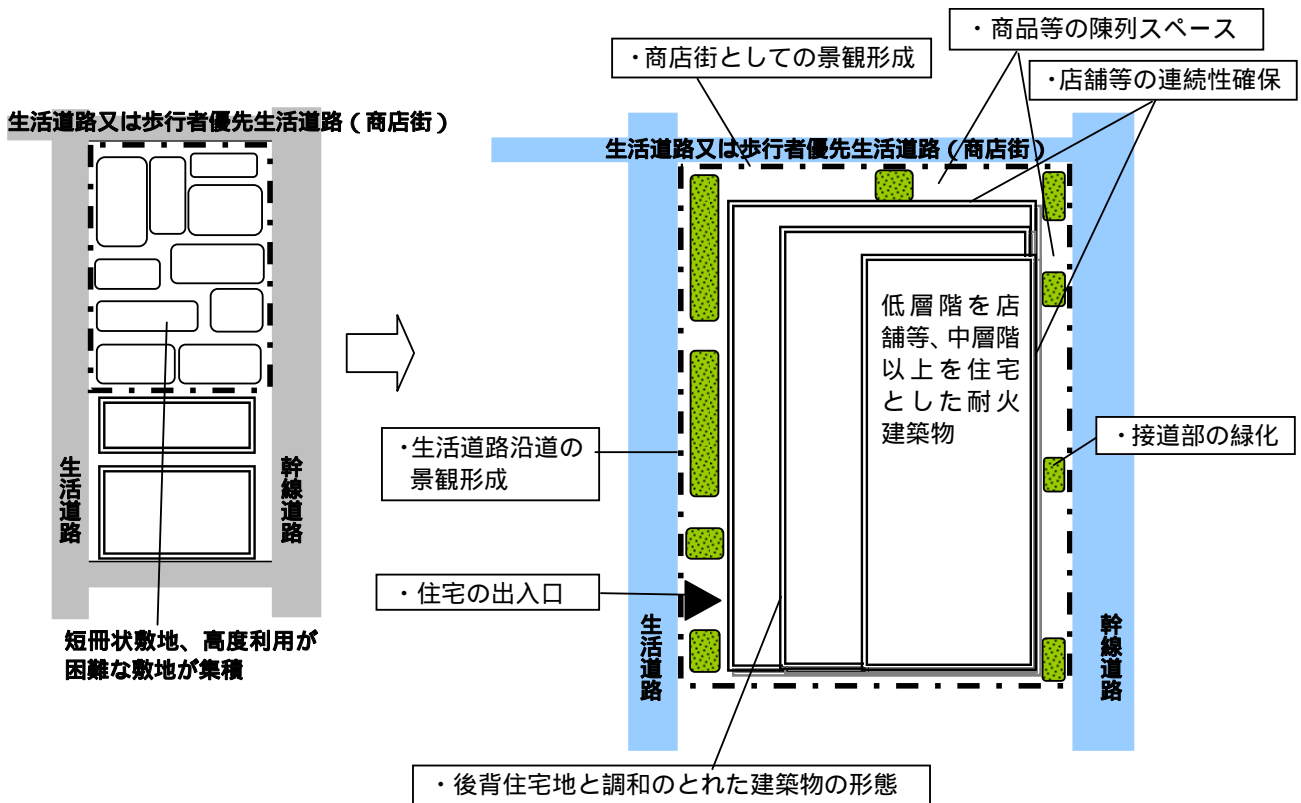 生活道路又は歩行者優先生活道路(商店街)
生活道路
幹線道路
短冊状敷地、高度利用が
困難な敷地が集積
・商店街としての景観形成
・商品等の陳列スペース
・店舗等の連続性確保
生活道路又は歩行者優先生活道路(商店街)
低層階を店
舗等、中層階
以上を住宅
とした耐火
建築物
・生活道路沿道の
景観形成
・接道部の緑化
・住宅の出入口
生活道路
幹線道路
・後背住宅地と調和のとれた建築物の形態